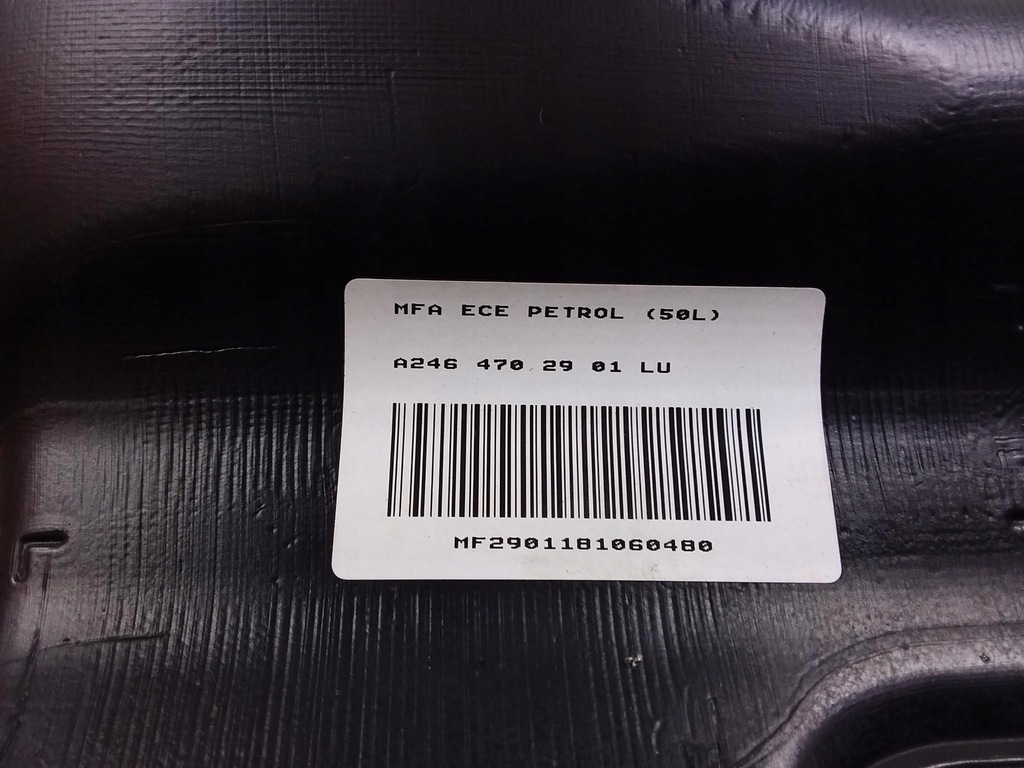 MFA ECE PETROL (50L)
A246 470 29 01 LU
MF2901181060480